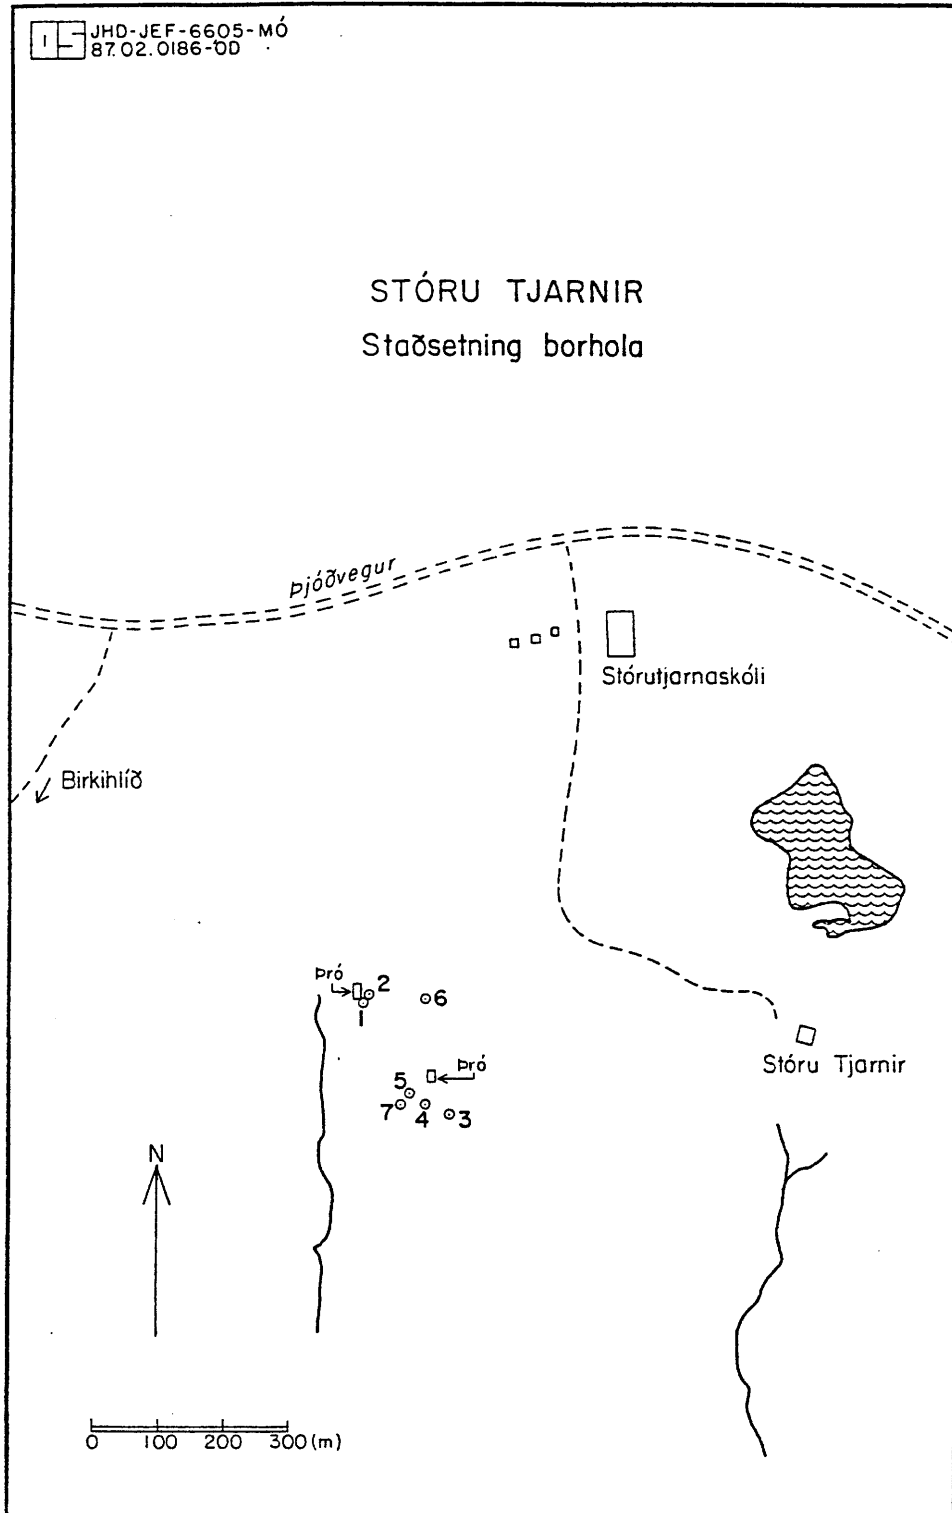 JHD-JEF-6605-MÓ
87.02.0186-ÓD
STÓRU TJARNIR
Staðsetning borhola
Þjóðvegur
Stórutjarnaskóli
Birkihlíð
Þró
2
6
1
Þró
Stóru Tjarnir
5
7
4
3
N
0 100 200 300 (m)